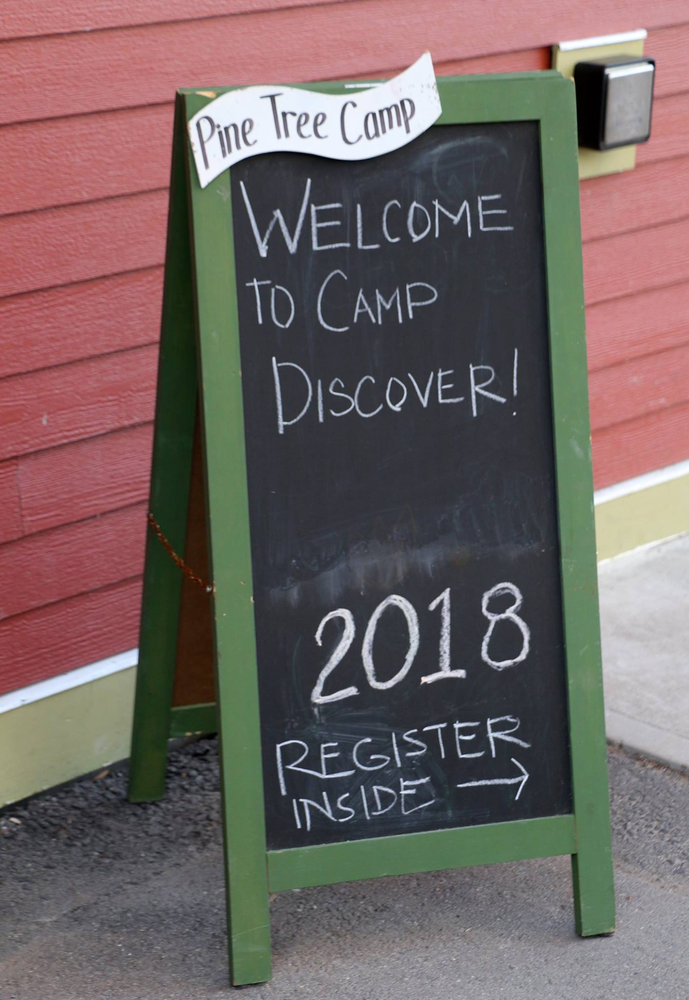 Pine Tree Camp
WELCOME
TO CAMP
DISCOVER!
2018
REGISTER
INSIDE →